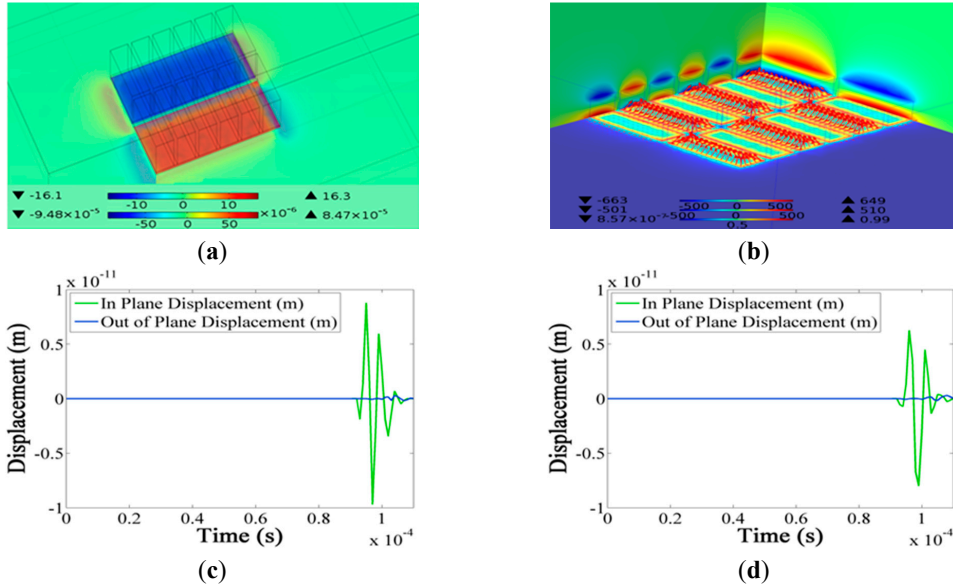 ▼ -16.1
-10 0 10
▲ 16.3
▼ -9.48×10⁻⁵
-50 0 50
×10⁻⁶
▲ 8.47×10⁻⁵
(a)
▼ -663
-500 0 500
▲ 649
▼ -501
-500 0 500
▲ 510
0.5
▲ 0.99
(b)
x 10⁻¹¹
1
In Plane Displacement (m)
Out of Plane Displacement (m)
0.5
0
-0.5
-1
Displacement (m)
0 0.2 0.4 0.6 0.8 1
Time (s)
x 10⁻⁴
(c)
x 10⁻¹¹
1
In Plane Displacement (m)
Out of Plane Displacement (m)
0.5
0
-0.5
-1
Displacement (m)
0 0.2 0.4 0.6 0.8 1
Time (s)
x 10⁻⁴
(d)